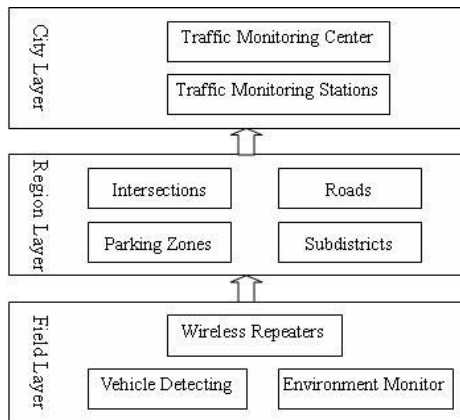 City Layer
Traffic Monitoring Center
Traffic Monitoring Stations
Region Layer
Intersections
Roads
Parking Zones
Subdistricts
Field Layer
Wireless Repeaters
Vehicle Detecting
Environment Monitor